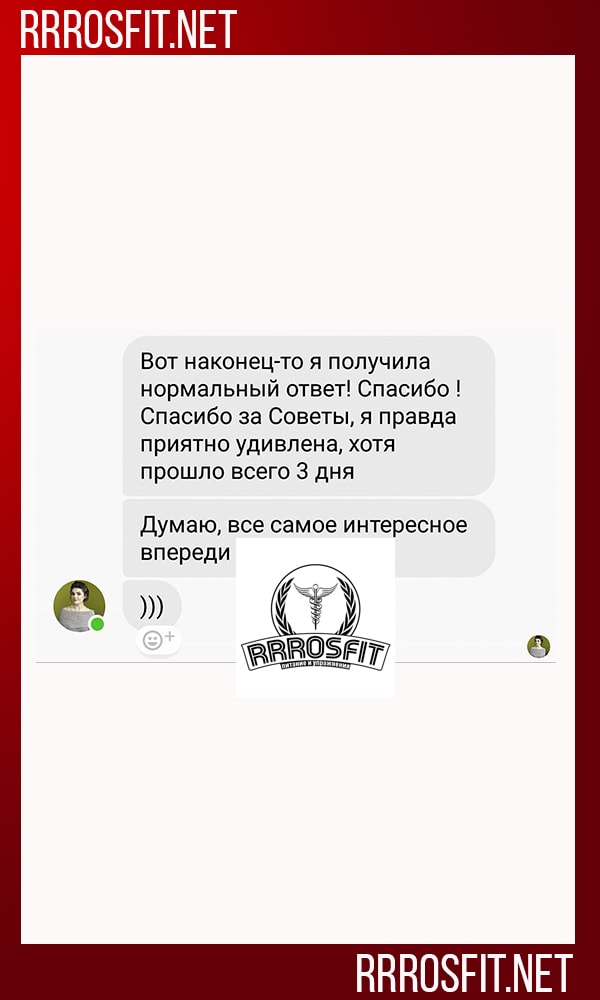 RRROSFIT.NET
Вот наконец-то я получила
нормальный ответ! Спасибо !
Спасибо за Советы, я правда
приятно удивлена, хотя
прошло всего 3 дня
Думаю, все самое интересное
впереди
)))
RRROSFIT
питание и упражнения
RRROSFIT.NET